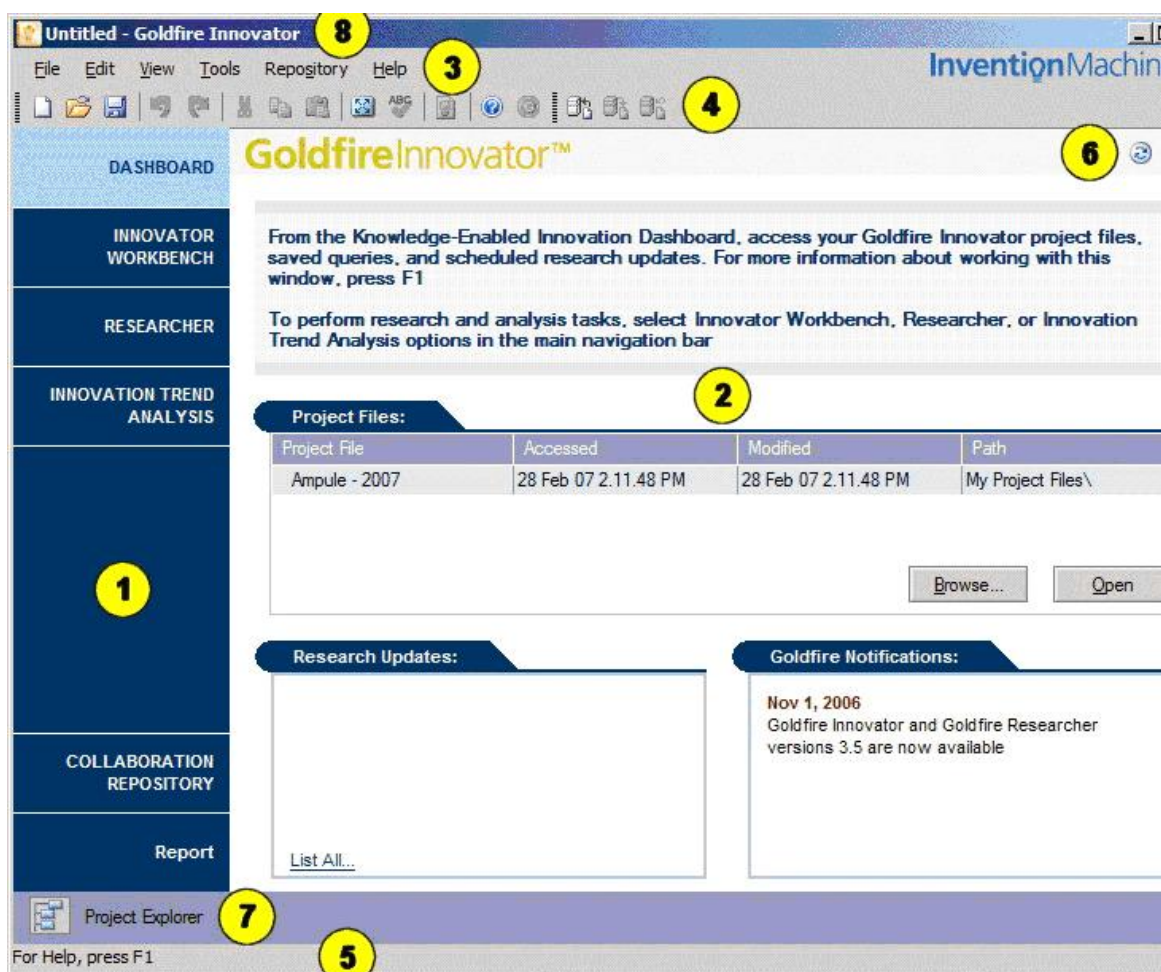 Untitled - Goldfire Innovator
8
File Edit View Tools Repository Help
3
InventionMachin
ABC
4
DASHBOARD
GoldfireInnovator™
6
INNOVATOR
WORKBENCH
From the Knowledge-Enabled Innovation Dashboard, access your Goldfire Innovator project files,
saved queries, and scheduled research updates. For more information about working with this
window, press F1
RESEARCHER
To perform research and analysis tasks, select Innovator Workbench, Researcher, or Innovation
Trend Analysis options in the main navigation bar
INNOVATION TREND
ANALYSIS
2
Project Files:
Project File Accessed Modified Path
Ampule - 2007 28 Feb 07 2.11.48 PM 28 Feb 07 2.11.48 PM My Project Files\
1
Browse... Open
Research Updates:
Goldfire Notifications:
Nov 1, 2006
Goldfire Innovator and Goldfire Researcher
versions 3.5 are now available
COLLABORATION
REPOSITORY
Report
List All...
Project Explorer
7
For Help, press F1
5